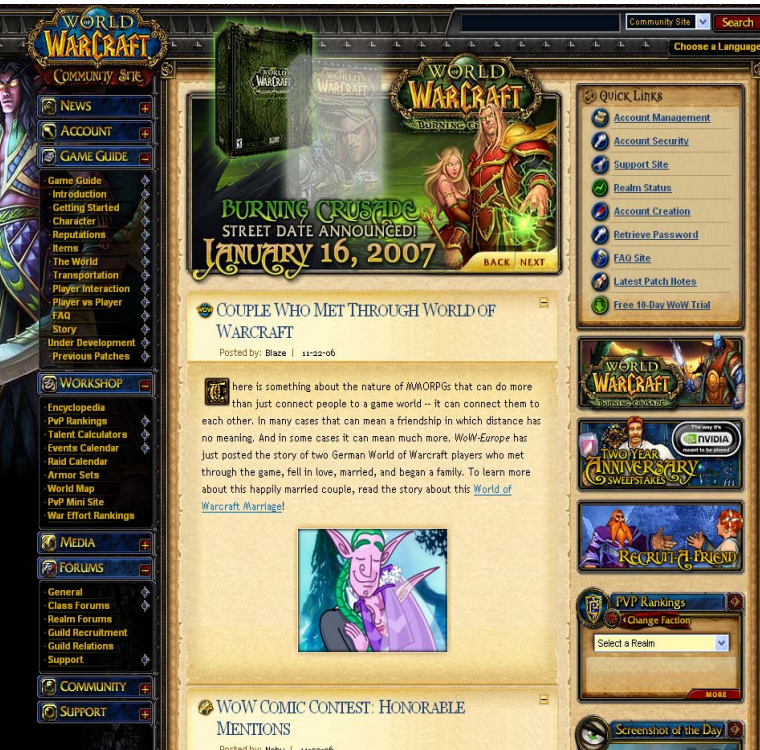 WORLD
OF
WARCRAFT
COMMUNITY SITE
Community Site
Search
Choose a Language
NEWS
ACCOUNT
GAME GUIDE
Game Guide
Introduction
Getting Started
Character
Reputations
Items
The World
Transportation
Player Interaction
Player vs Player
FAQ
Story
Under Development
Previous Patches
WORKSHOP
Encyclopedia
PvP Rankings
Talent Calculators
Events Calendar
Raid Calendar
Armor Sets
World Map
PvP Mini Site
War Effort Rankings
MEDIA
FORUMS
General
Class Forums
Realm Forums
Guild Recruitment
Guild Relations
Support
COMMUNITY
SUPPORT
WORLD
WARCRAFT
WORLD
WARCRAFT
WORLD
OF
WARCRAFT
BURNING CRUSADE
STREET DATE ANNOUNCED!
JANUARY 16, 2007
BACK NEXT
COUPLE WHO MET THROUGH WORLD OF
WARCRAFT
Posted by: Blaze | 11-22-06
There is something about the nature of MMORPGs that can do more
than just connect people to a game world -- it can connect them to
each other. In many cases that can mean a friendship in which distance has
no meaning. And in some cases it can mean much more. WoW-Europe has
just posted the story of two German World of Warcraft players who met
through the game, fell in love, married, and began a family. To learn more
about this happily married couple, read the story about this World of
Warcraft Marriage!
WOW COMIC CONTEST: HONORABLE
MENTIONS
QUICK LINKS
Account Management
Account Security
Support Site
Realm Status
Account Creation
Retrieve Password
FAQ Site
Latest Patch Notes
Free 10-Day WoW Trial
WORLD
OF
WARCRAFT
BURNING CRUSADE
TWO YEAR
ANNIVERSARY
SWEEPSTAKES
The way it's
NVIDIA
meant to be played
RECRUIT-A-FRIEND
PVP Rankings
Change Faction
Select a Realm
MORE
Screenshot of the Day